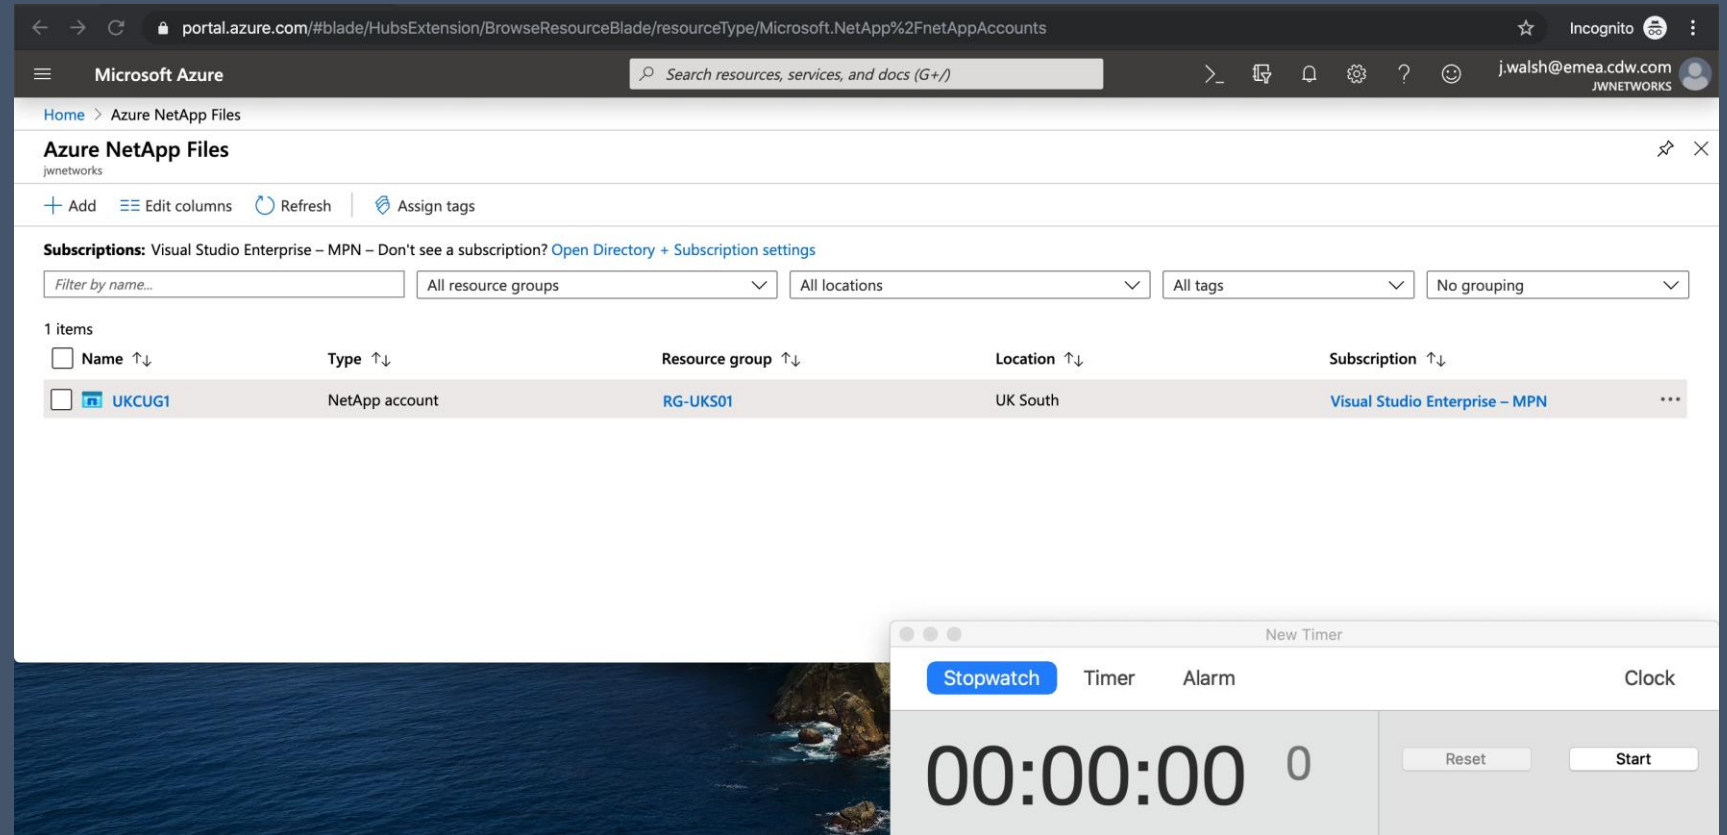 portal.azure.com/#blade/HubsExtension/BrowseResourceBlade/resourceType/Microsoft.NetApp%2FnetAppAccounts Incognito
Microsoft Azure Search resources, services, and docs (G+/) j.walsh@emea.cdw.com
JWNETWORKS
Home > Azure NetApp Files
Azure NetApp Files
jwnetworks
Add Edit columns Refresh Assign tags
Subscriptions: Visual Studio Enterprise – MPN – Don't see a subscription? Open Directory + Subscription settings
Filter by name... All resource groups All locations All tags No grouping
1 items
Name ↑↓ Type ↑↓ Resource group ↑↓ Location ↑↓ Subscription ↑↓
UKCUG1 NetApp account RG-UKS01 UK South Visual Studio Enterprise – MPN ...
New Timer
Stopwatch Timer Alarm Clock
00:00:00 0 Reset Start